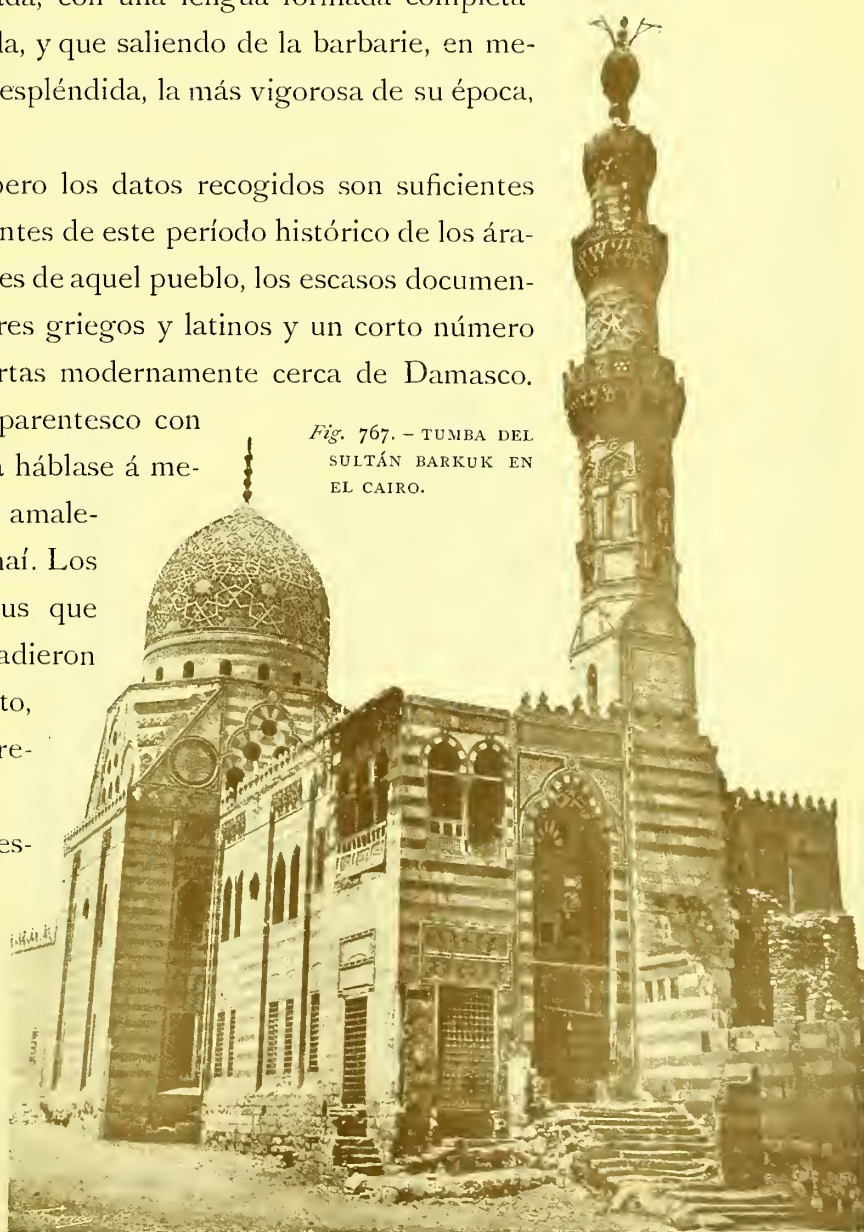 con una lengua formada completa-
y que saliendo de la barbarie, en me-
espléndida, la más vigorosa de su época,
pero los datos recogidos son suficientes
ntes de este período histórico de los ára-
es de aquel pueblo, los escasos documen-
res griegos y latinos y un corto número
rtas modernamente cerca de Damasco.
parentesco con
háblase á me-
amale-
naí. Los
us que
adieron
to,
re-
es-
Fig. 767. – TUMBA DEL
SULTÁN BARKUK EN
EL CAIRO.